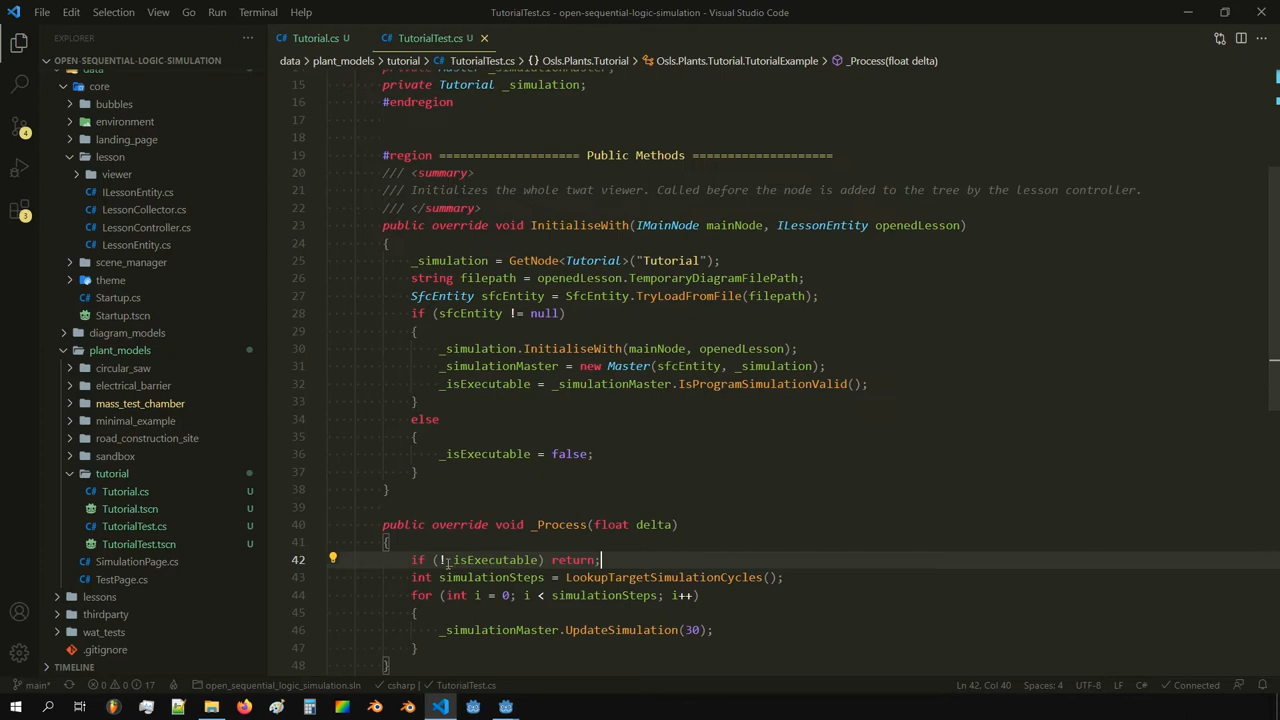 File Edit Selection View Go Run Terminal Help
TutorialTest.cs - open-sequential-logic-simulation - Visual Studio Code
EXPLORER
Tutorial.cs U
TutorialTest.cs U
OPEN-SEQUENTIAL-LOGIC-SIMULATION
data > plant_models > tutorial > TutorialTest.cs > {} Osls.Plants.Tutorial > Osls.Plants.Tutorial.TutorialExample > _Process(float delta)
data
core
bubbles
environment
landing_page
lesson
viewer
ILessonEntity.cs
LessonCollector.cs
LessonController.cs
LessonEntity.cs
scene_manager
theme
Startup.cs
Startup.tscn
diagram_models
plant_models
circular_saw
electrical_barrier
mass_test_chamber
minimal_example
road_construction_site
sandbox
tutorial
Tutorial.cs U
Tutorial.tscn U
TutorialTest.cs U
TutorialTest.tscn U
SimulationPage.cs
TestPage.cs
lessons
thirdparty
wat_tests
.gitignore
TIMELINE
4
3
14 private Master _simulationMaster;
15 private Tutorial _simulation;
16 #endregion
17
18
19 #region ==================== Public Methods ====================
20 /// <summary>
21 /// Initializes the whole twat viewer. Called before the node is added to the tree by the lesson controller.
22 /// </summary>
23 public override void InitialiseWith(IMainNode mainNode, ILessonEntity openedLesson)
24 {
25 _simulation = GetNode<Tutorial>("Tutorial");
26 string filepath = openedLesson.TemporaryDiagramFilePath;
27 SfcEntity sfcEntity = SfcEntity.TryLoadFromFile(filepath);
28 if (sfcEntity != null)
29 {
30 _simulation.InitialiseWith(mainNode, openedLesson);
31 _simulationMaster = new Master(sfcEntity, _simulation);
32 _isExecutable = _simulationMaster.IsProgramSimulationValid();
33 }
34 else
35 {
36 _isExecutable = false;
37 }
38 }
39
40 public override void _Process(float delta)
41 {
42 if (!_isExecutable) return;
43 int simulationSteps = LookupTargetSimulationCycles();
44 for (int i = 0; i < simulationSteps; i++)
45 {
46 _simulationMaster.UpdateSimulation(30);
47 }
48 }
main* 0 0 17 open_sequential_logic_simulation.sln csharp TutorialTest.cs Ln 42, Col 40 Spaces: 4 UTF-8 LF C# Connected